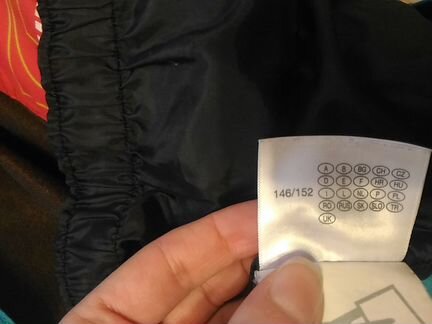 146/152
A B BG CH CZ
D E F HR HU
I L NL P PL
RO RUS SK SLO TR
UK